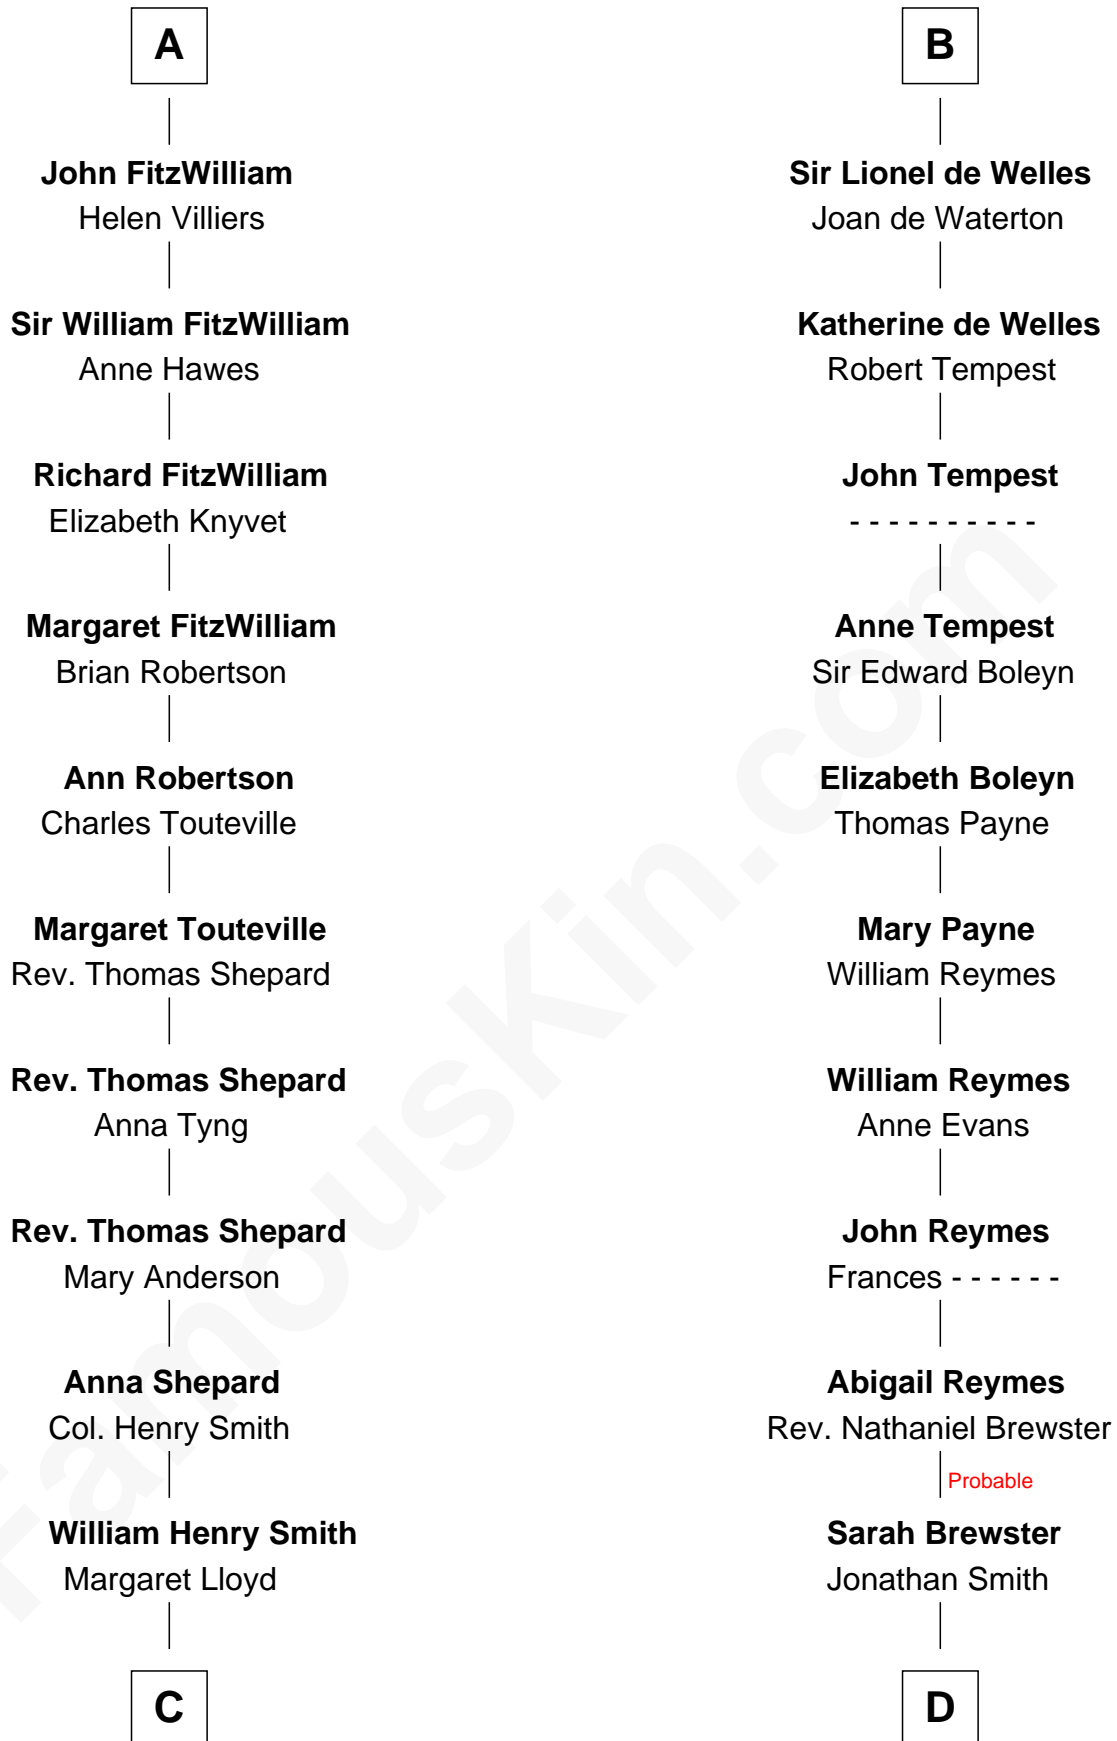 A
John FitzWilliam
Helen Villiers
Sir William FitzWilliam
Anne Hawes
Richard FitzWilliam
Elizabeth Knyvet
Margaret FitzWilliam
Brian Robertson
Ann Robertson
Charles Touteville
Margaret Touteville
Rev. Thomas Shepard
Rev. Thomas Shepard
Anna Tyng
Rev. Thomas Shepard
Mary Anderson
Anna Shepard
Col. Henry Smith
William Henry Smith
Margaret Lloyd
C
B
Sir Lionel de Welles
Joan de Waterton
Katherine de Welles
Robert Tempest
John Tempest
- - - - - - - - - -
Anne Tempest
Sir Edward Boleyn
Elizabeth Boleyn
Thomas Payne
Mary Payne
William Reymes
William Reymes
Anne Evans
John Reymes
Frances - - - - - -
Abigail Reymes
Rev. Nathaniel Brewster
Probable
Sarah Brewster
Jonathan Smith
D
FamousKin.com